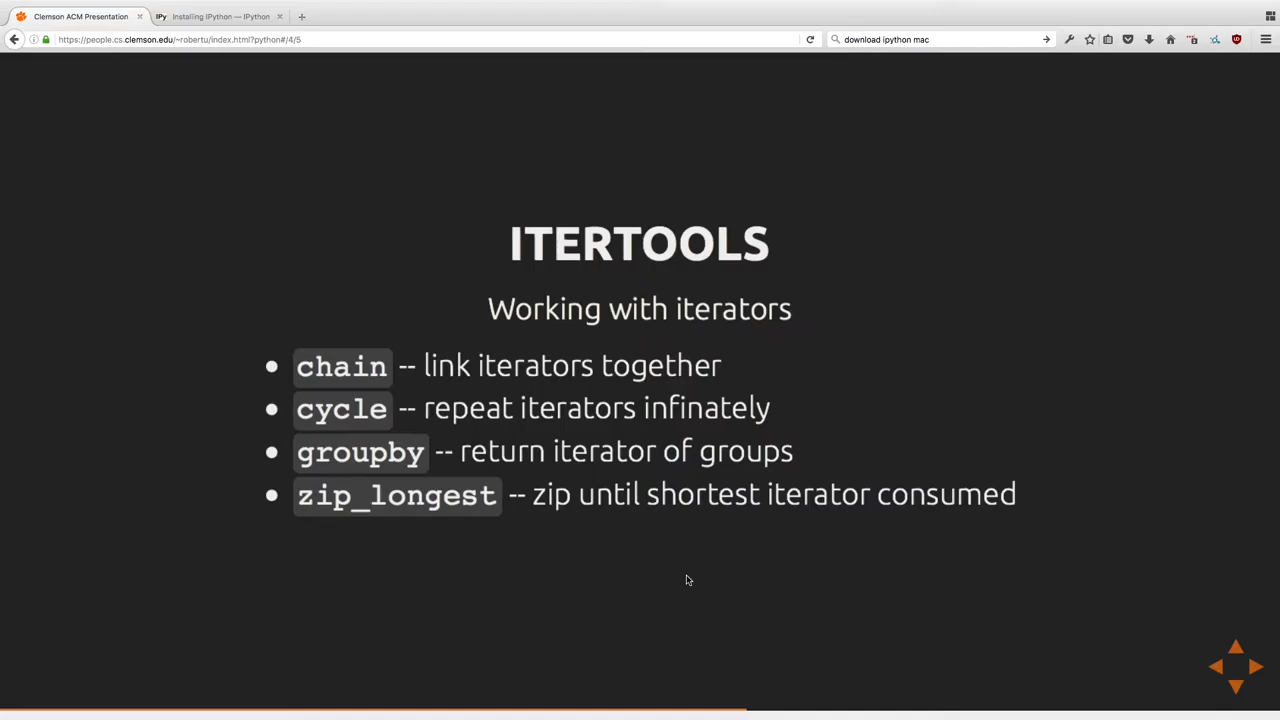 Clemson ACM Presentation
IPy Installing IPython — IPython
https://people.cs.clemson.edu/~robertu/index.html?python#/4/5
download ipython mac
ITERTOOLS
Working with iterators
chain -- link iterators together
cycle -- repeat iterators infinately
groupby -- return iterator of groups
zip_longest -- zip until shortest iterator consumed